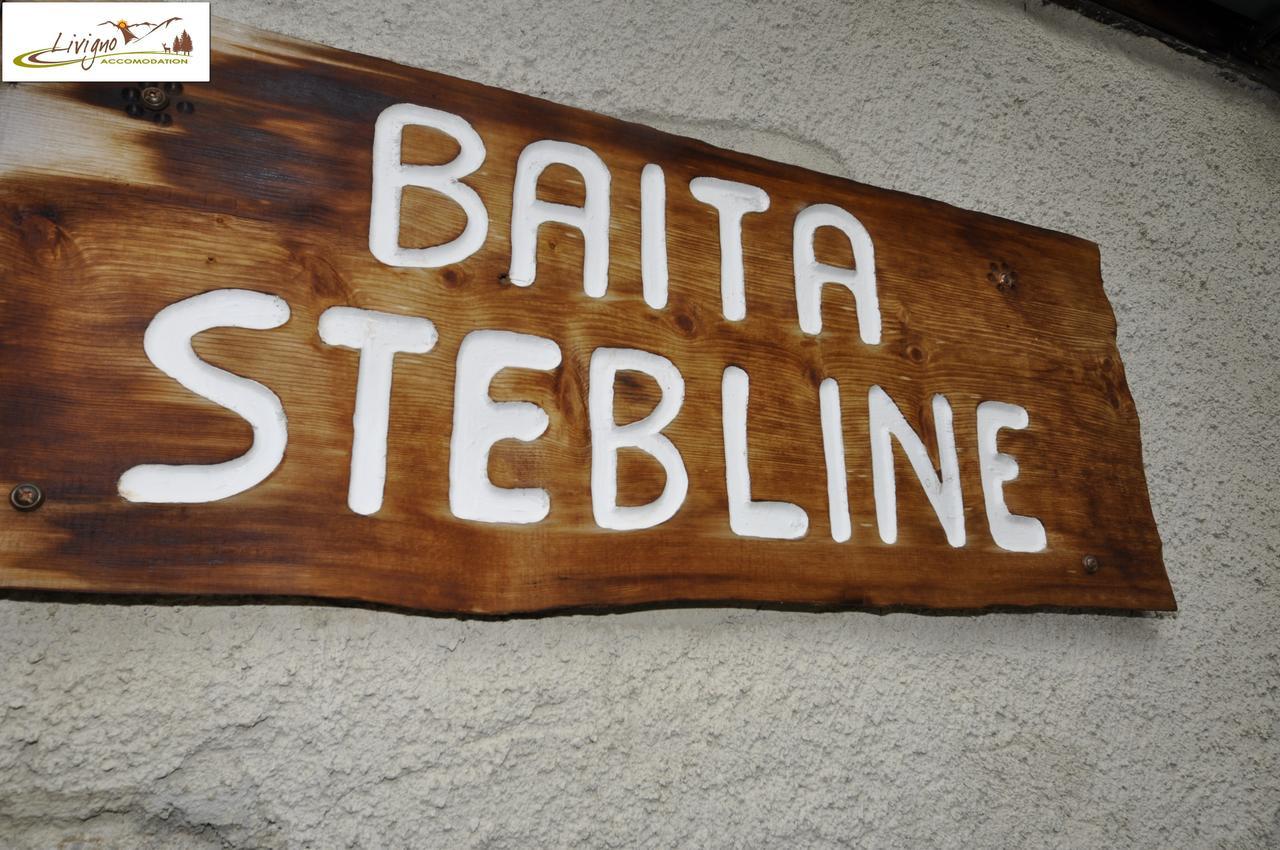 Livigno
ACCOMODATION
BAITA
STEBLINE